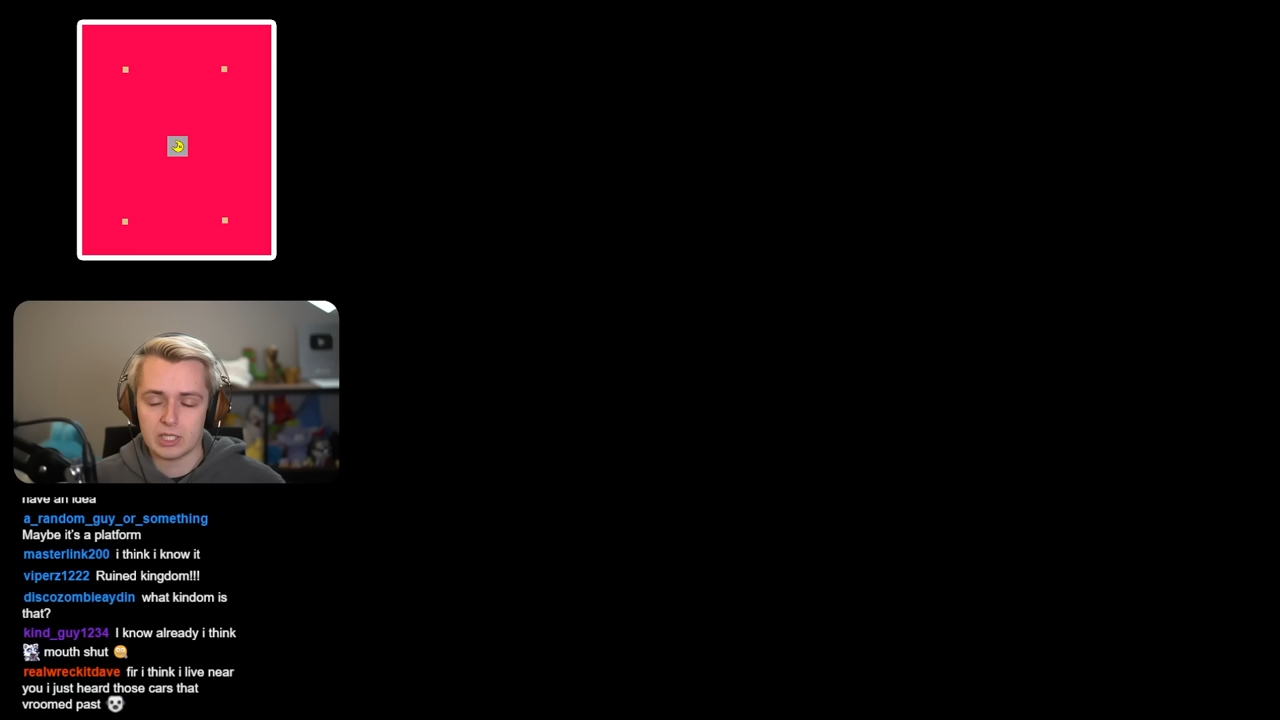 have an idea
a_random_guy_or_something
Maybe it's a platform
masterlink200 i think i know it
viperz1222 Ruined kingdom!!!
discozombieaydin what kindom is
that?
kind_guy1234 I know already i think
mouth shut
realwreckitdave fir i think i live near
you i just heard those cars that
vroomed past